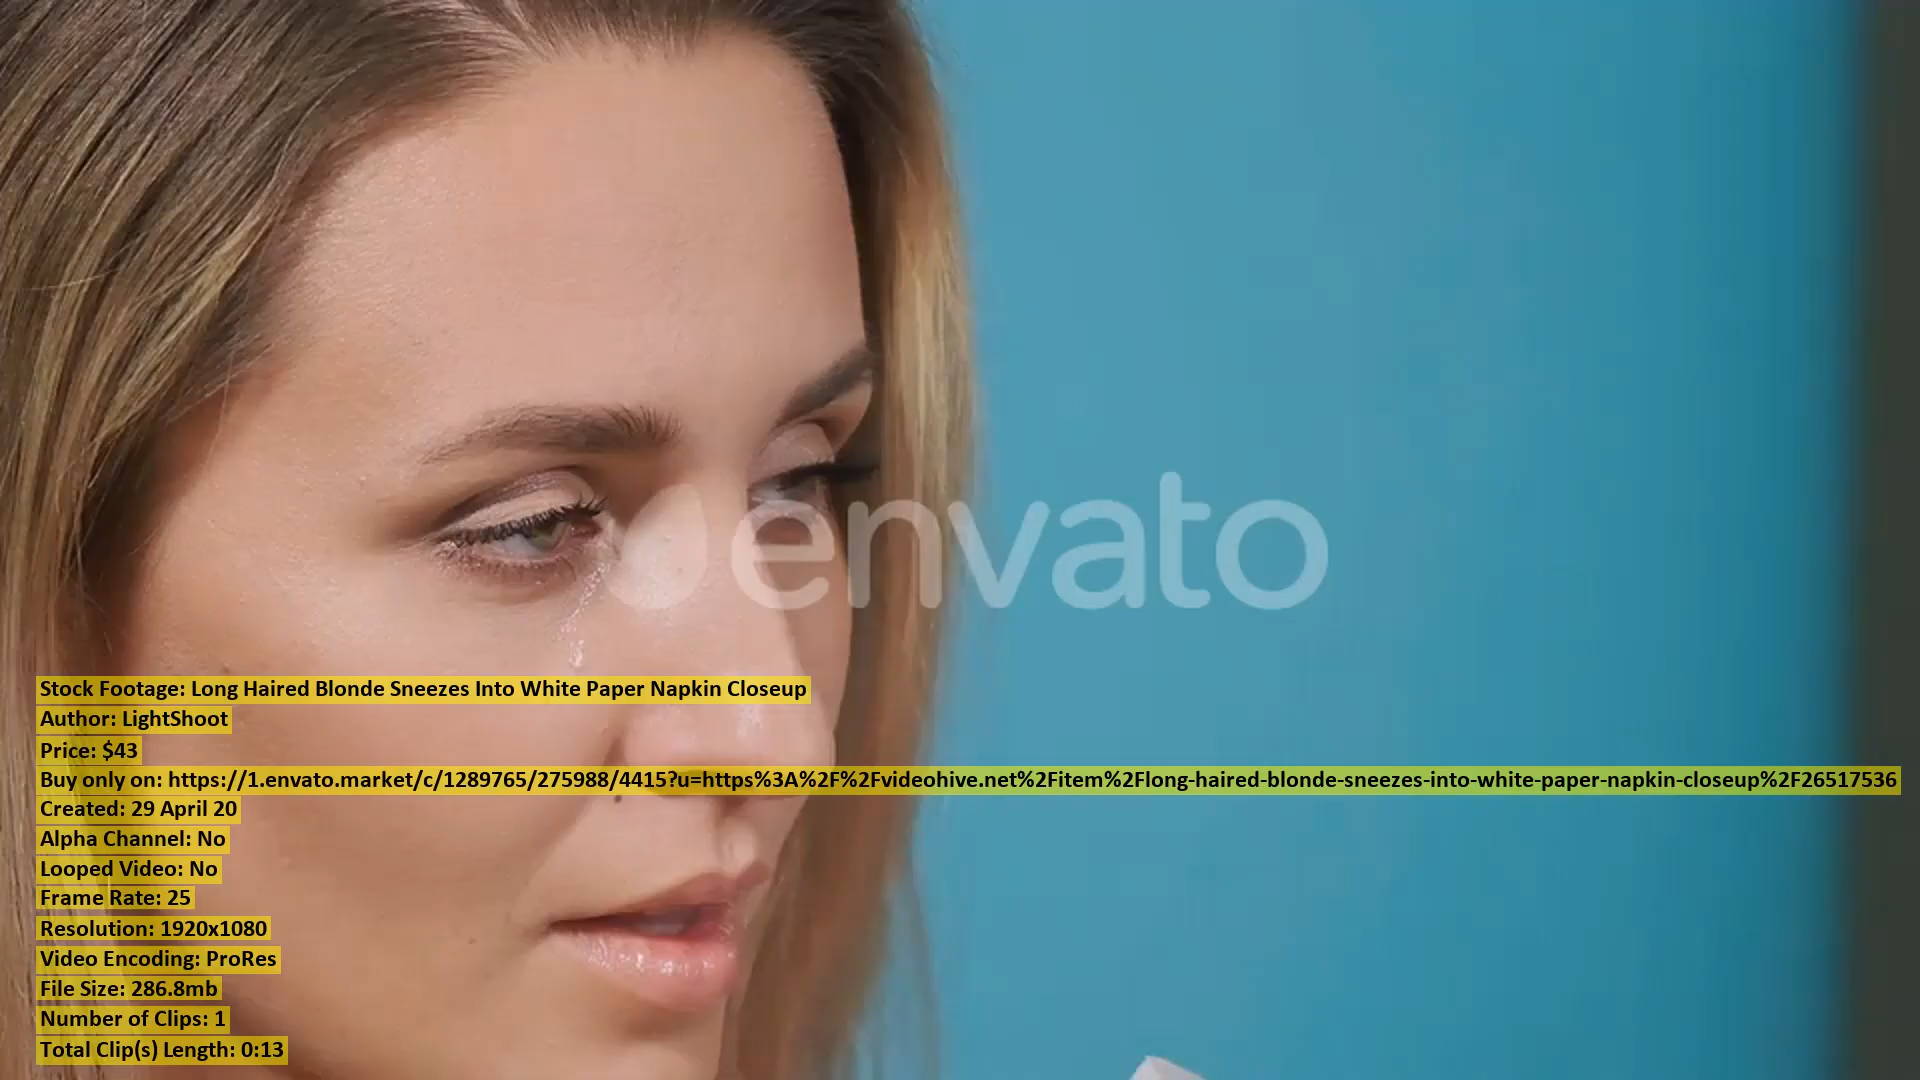 envato
Stock Footage: Long Haired Blonde Sneezes Into White Paper Napkin Closeup
Author: LightShoot
Price: $43
Buy only on: https://1.envato.market/c/1289765/275988/4415?u=https%3A%2F%2Fvideohive.net%2Fitem%2Flong-haired-blonde-sneezes-into-white-paper-napkin-closeup%2F26517536
Created: 29 April 20
Alpha Channel: No
Looped Video: No
Frame Rate: 25
Resolution: 1920x1080
Video Encoding: ProRes
File Size: 286.8mb
Number of Clips: 1
Total Clip(s) Length: 0:13